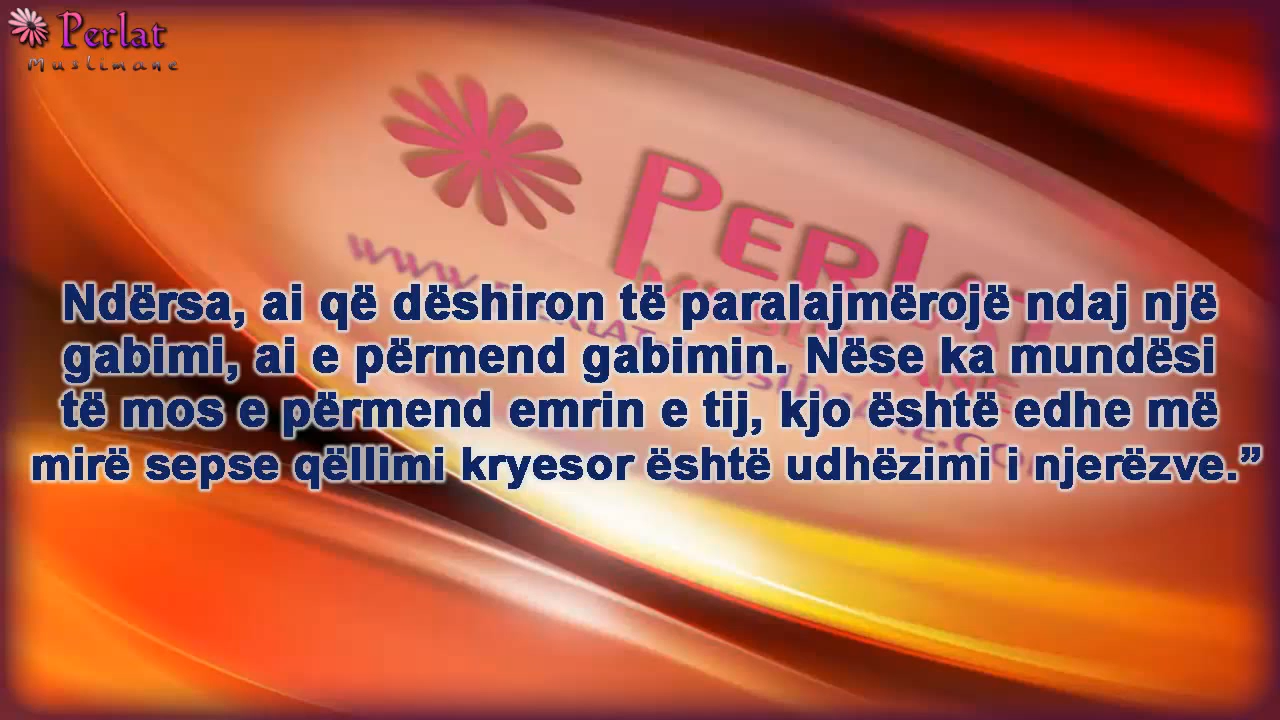 Perlat
Muslimane
PERLAT
Ndërsa, ai që dëshiron të paralajmërojë ndaj një
gabimi, ai e përmend gabimin. Nëse ka mundësi
të mos e përmend emrin e tij, kjo është edhe më
mirë sepse qëllimi kryesor është udhëzimi i njerëzve.”